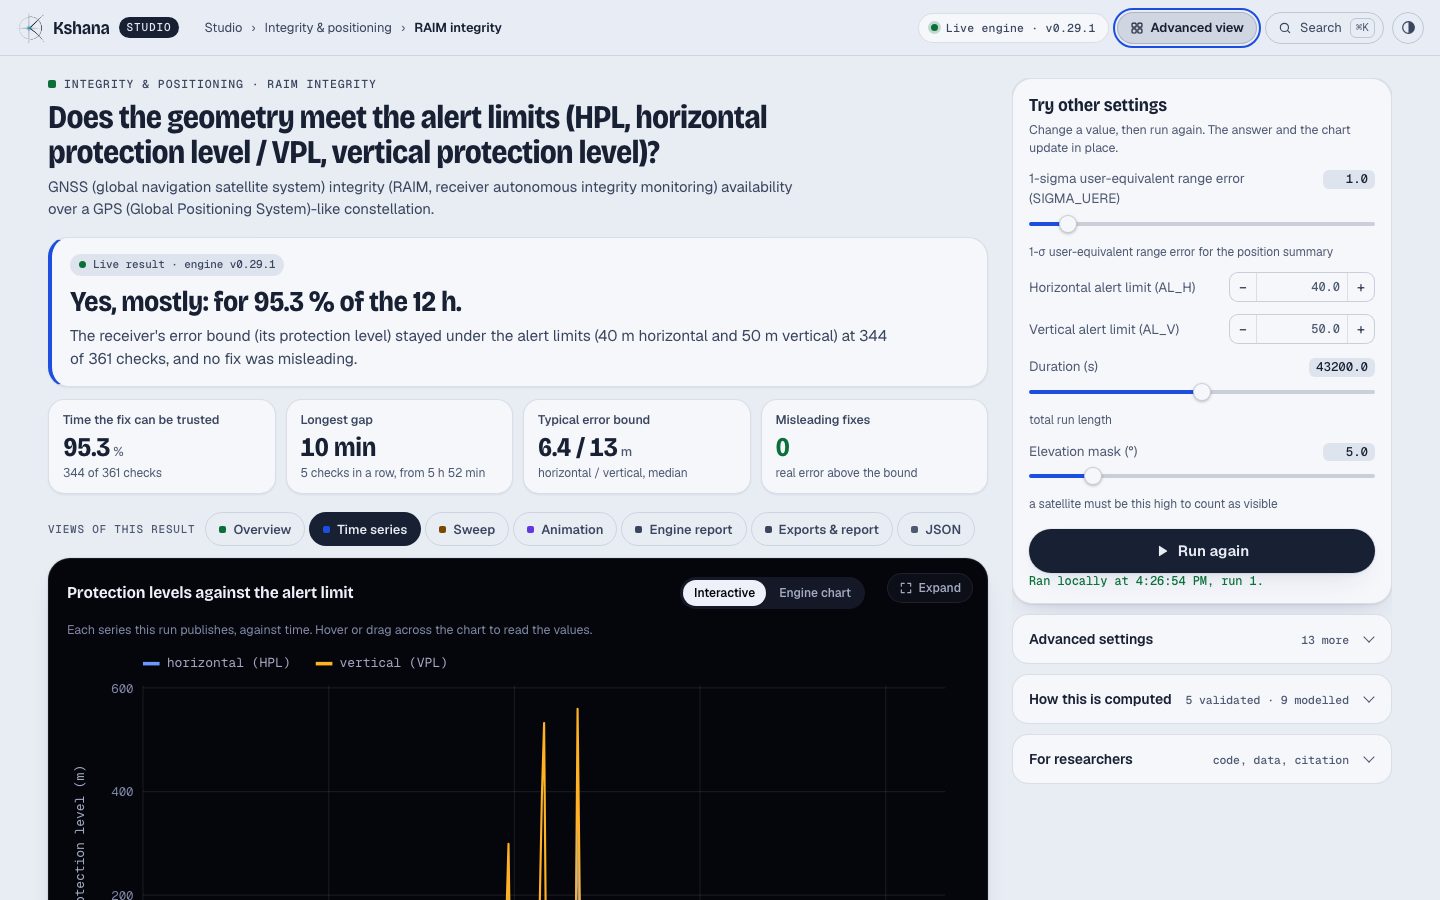 Kshana STUDIO Studio › Integrity & positioning › RAIM integrity Live engine · v0.29.1 Advanced view Search ⌘K
INTEGRITY & POSITIONING · RAIM INTEGRITY
Does the geometry meet the alert limits (HPL, horizontal
protection level / VPL, vertical protection level)?
GNSS (global navigation satellite system) integrity (RAIM, receiver autonomous integrity monitoring) availability
over a GPS (Global Positioning System)-like constellation.
Live result · engine v0.29.1
Yes, mostly: for 95.3 % of the 12 h.
The receiver's error bound (its protection level) stayed under the alert limits (40 m horizontal and 50 m vertical) at 344
of 361 checks, and no fix was misleading.
Time the fix can be trusted
95.3 %
344 of 361 checks
Longest gap
10 min
5 checks in a row, from 5 h 52 min
Typical error bound
6.4 / 13 m
horizontal / vertical, median
Misleading fixes
0
real error above the bound
VIEWS OF THIS RESULT Overview Time series Sweep Animation Engine report Exports & report JSON
Protection levels against the alert limit Interactive Engine chart Expand
Each series this run publishes, against time. Hover or drag across the chart to read the values.
horizontal (HPL) vertical (VPL)
600
400
200
otection level (m)
Try other settings
Change a value, then run again. The answer and the chart
update in place.
1-sigma user-equivalent range error 1.0
(SIGMA_UERE)
1-σ user-equivalent range error for the position summary
Horizontal alert limit (AL_H) − 40.0 +
Vertical alert limit (AL_V) − 50.0 +
Duration (s) 43200.0
total run length
Elevation mask (°) 5.0
a satellite must be this high to count as visible
Run again
Ran locally at 4:26:54 PM, run 1.
Advanced settings 13 more
How this is computed 5 validated · 9 modelled
For researchers code, data, citation